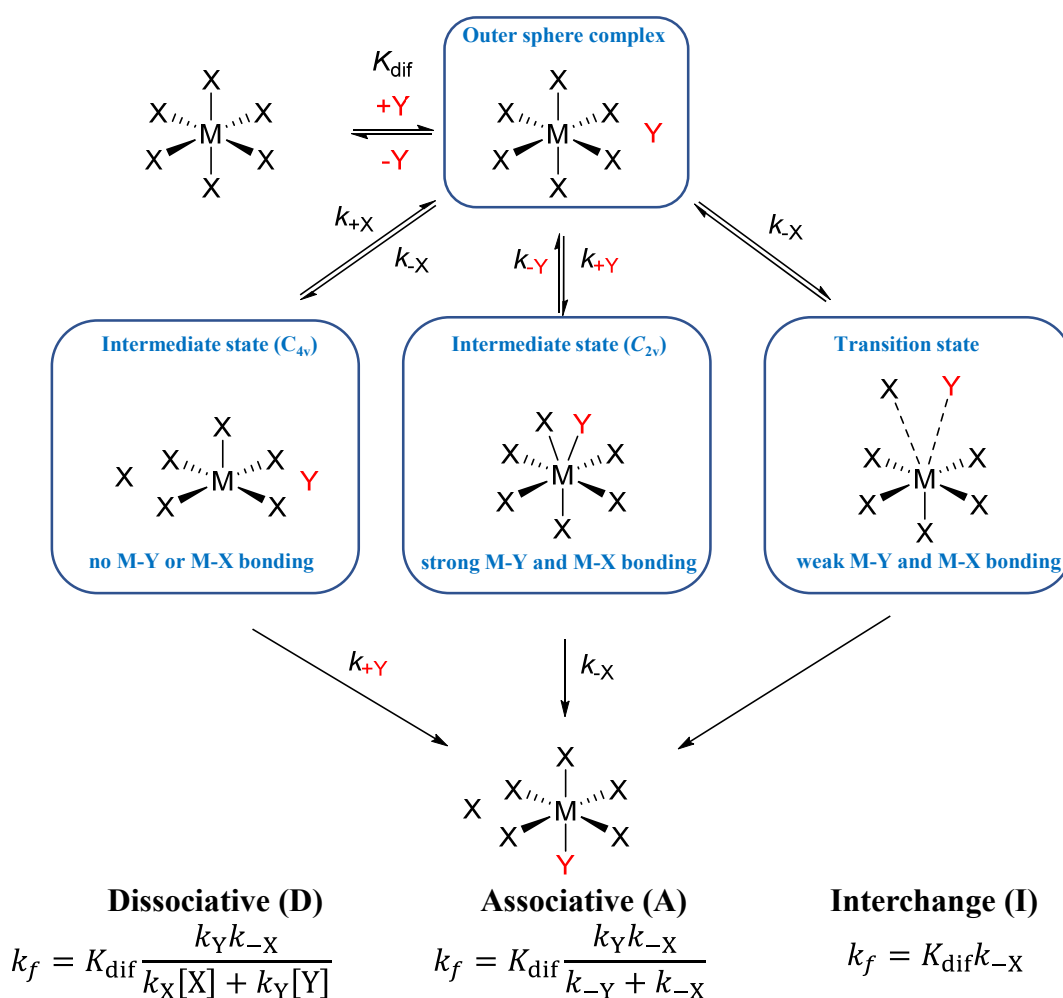 Outer sphere complex
K_dif
+Y
-Y
X
X X
M
X X
X
X
X X
M
X X
X
Y
k_+X
k_-X
k_-Y
k_+Y
k_-X
Intermediate state (C_4v)
X
X
X X
M
X X
Y
no M-Y or M-X bonding
Intermediate state (C_2v)
X Y
X X
M
X X
X
strong M-Y and M-X bonding
Transition state
X Y
X X
M
X X
X
weak M-Y and M-X bonding
k_+Y
k_-X
X
X
X X
M
X X
Y
Dissociative (D)
k_f = K_dif k_Y k_−X / k_X[X] + k_Y[Y]
Associative (A)
k_f = K_dif k_Y k_−X / k_−Y + k_−X
Interchange (I)
k_f = K_dif k_−X